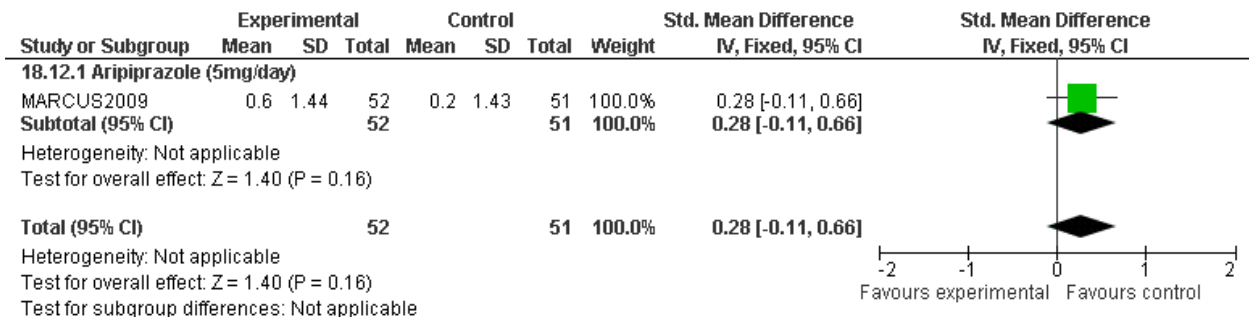 Experimental Control Std. Mean Difference Std. Mean Difference
Study or Subgroup Mean SD Total Mean SD Total Weight IV, Fixed, 95% CI IV, Fixed, 95% CI
18.12.1 Aripiprazole (5mg/day)
MARCUS2009 0.6 1.44 52 0.2 1.43 51 100.0% 0.28 [-0.11, 0.66]
Subtotal (95% CI) 52 51 100.0% 0.28 [-0.11, 0.66]
Heterogeneity: Not applicable
Test for overall effect: Z = 1.40 (P = 0.16)
Total (95% CI) 52 51 100.0% 0.28 [-0.11, 0.66]
Heterogeneity: Not applicable
Test for overall effect: Z = 1.40 (P = 0.16)
Test for subgroup differences: Not applicable
-2 -1 0 1 2
Favours experimental Favours control